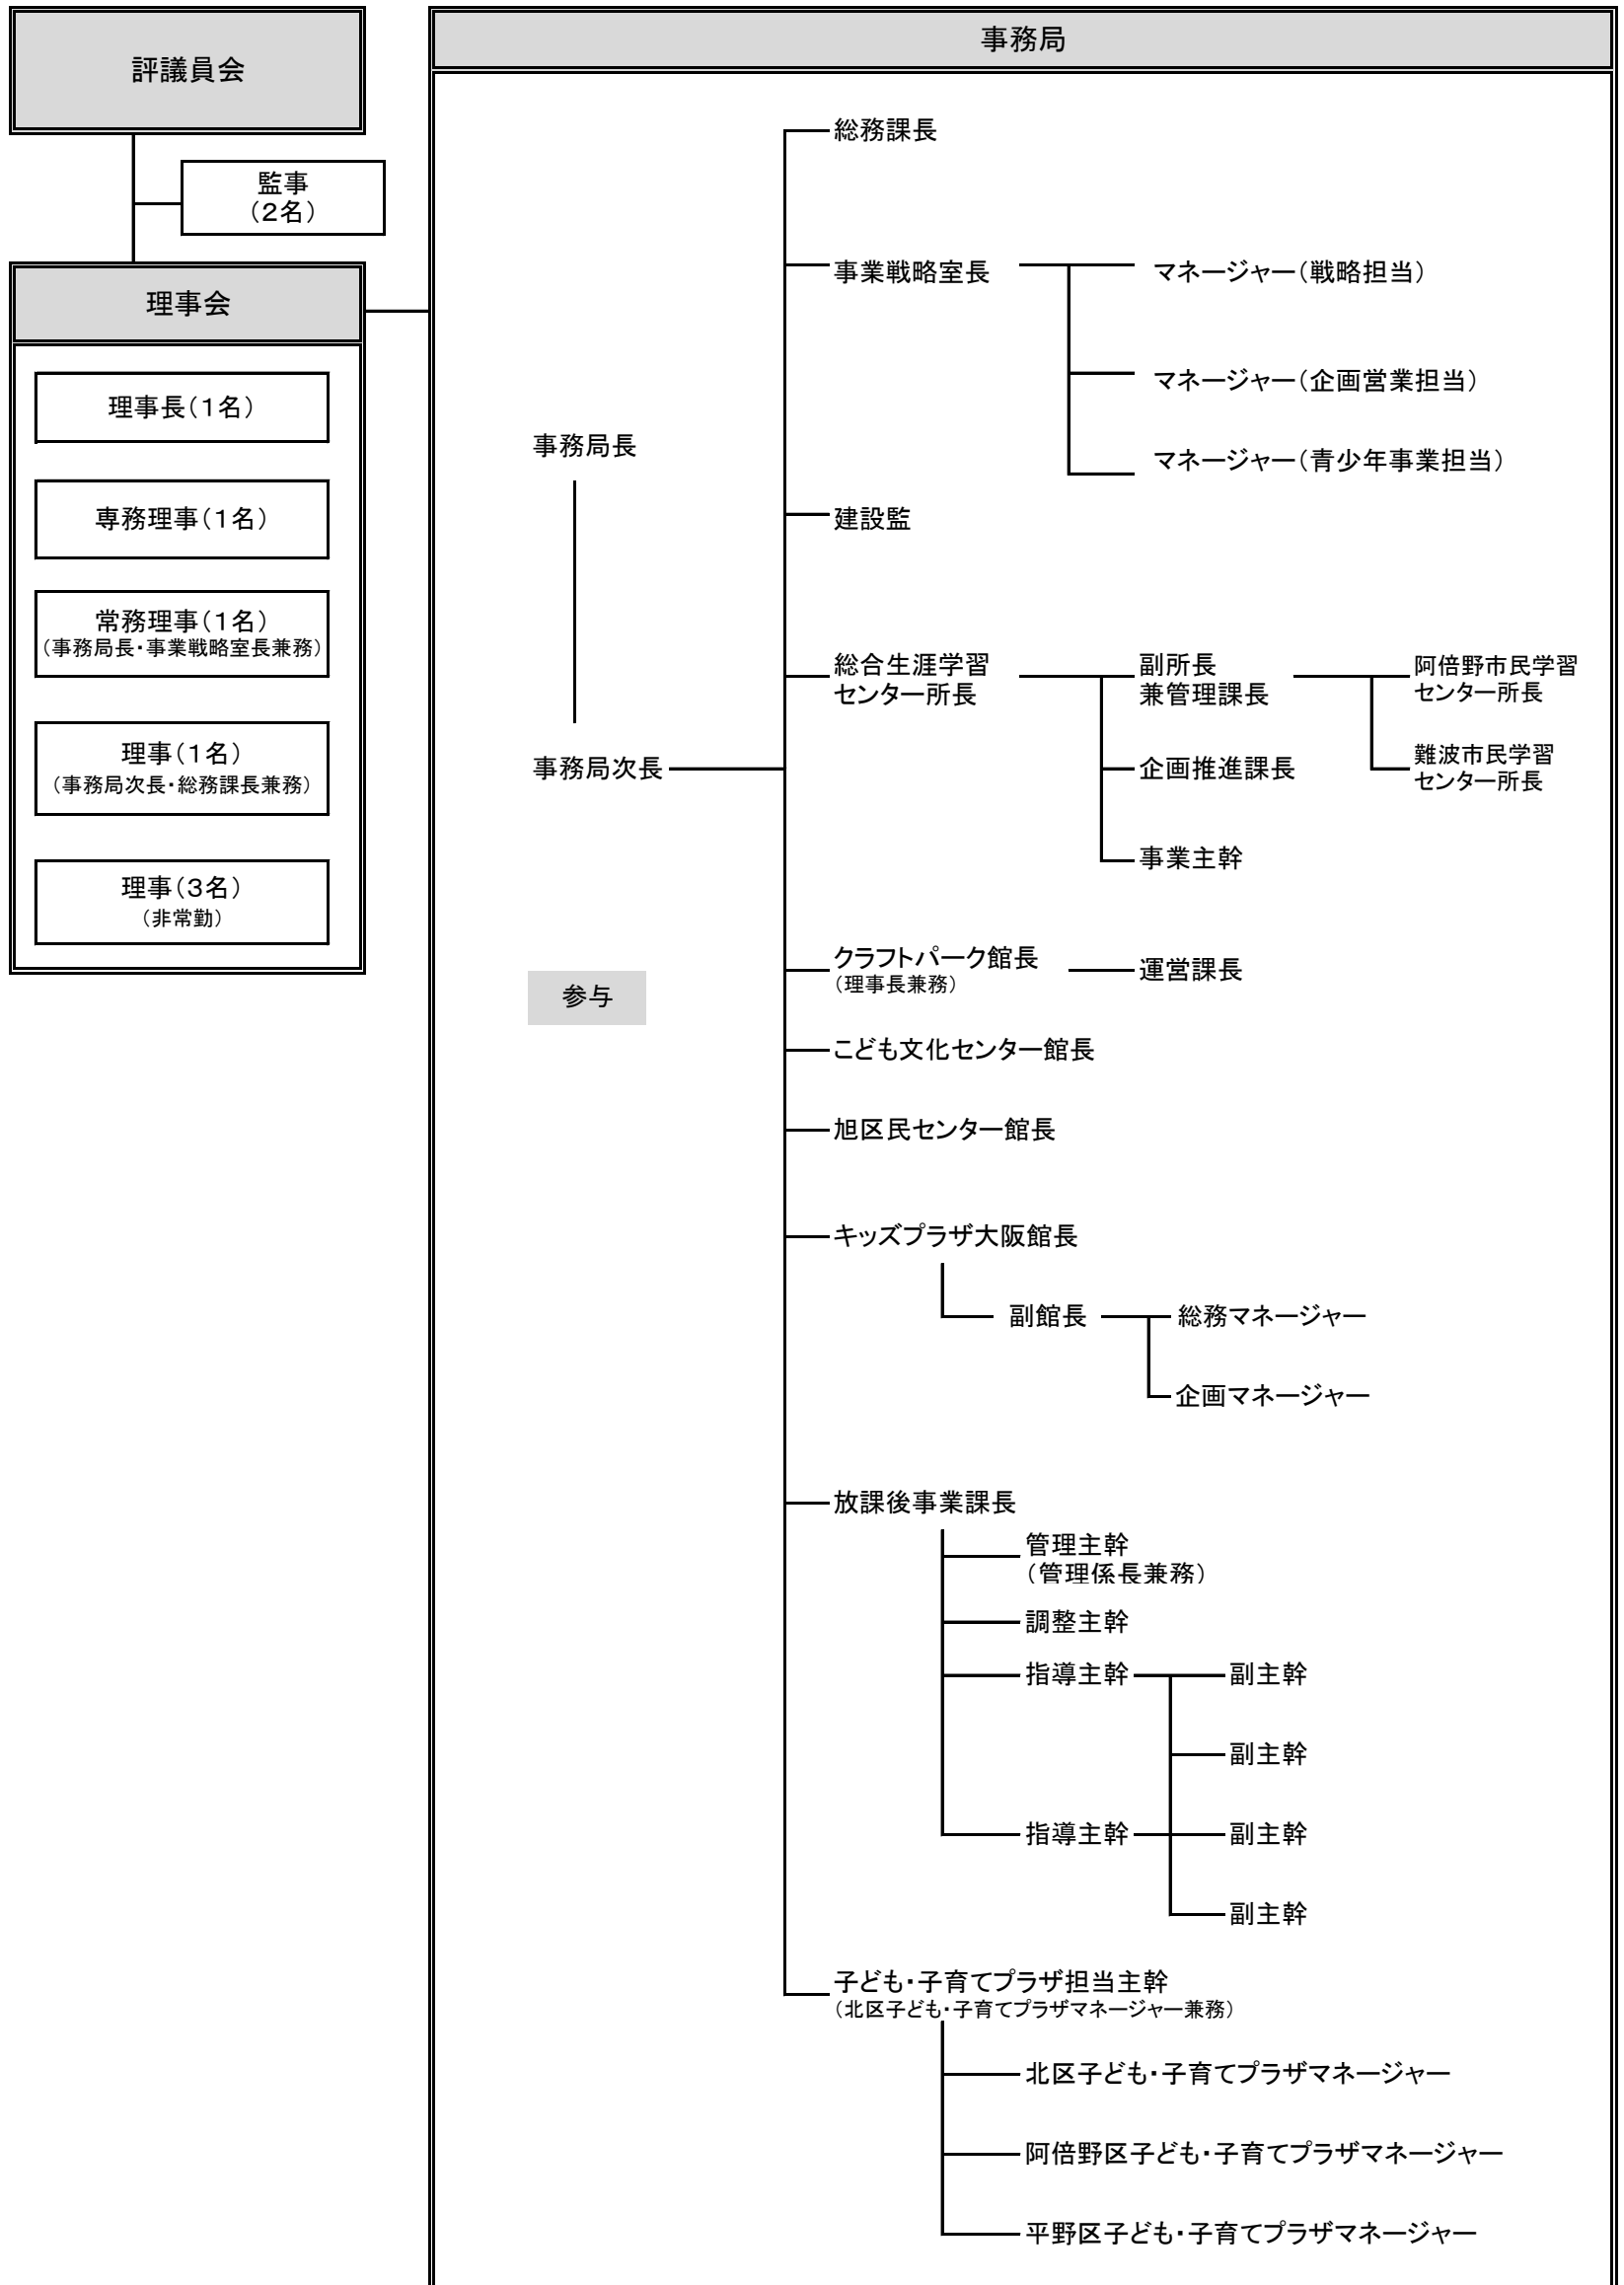 評議員会
監事
（２名）
理事会
理事長（１名）
専務理事（１名）
常務理事（１名）
（事務局長・事業戦略室長兼務）
理事（１名）
（事務局次長・総務課長兼務）
理事（３名）
（非常勤）
事務局
事務局長
事務局次長
参与
総務課長
事業戦略室長
マネージャー（戦略担当）
マネージャー（企画営業担当）
マネージャー（青少年事業担当）
建設監
総合生涯学習
センター所長
副所長
兼管理課長
阿倍野市民学習
センター所長
難波市民学習
センター所長
企画推進課長
事業主幹
クラフトパーク館長
（理事長兼務）
運営課長
こども文化センター館長
旭区民センター館長
キッズプラザ大阪館長
副館長
総務マネージャー
企画マネージャー
放課後事業課長
管理主幹
（管理係長兼務）
調整主幹
指導主幹
副主幹
副主幹
指導主幹
副主幹
副主幹
子ども・子育てプラザ担当主幹
（北区子ども・子育てプラザマネージャー兼務）
北区子ども・子育てプラザマネージャー
阿倍野区子ども・子育てプラザマネージャー
平野区子ども・子育てプラザマネージャー